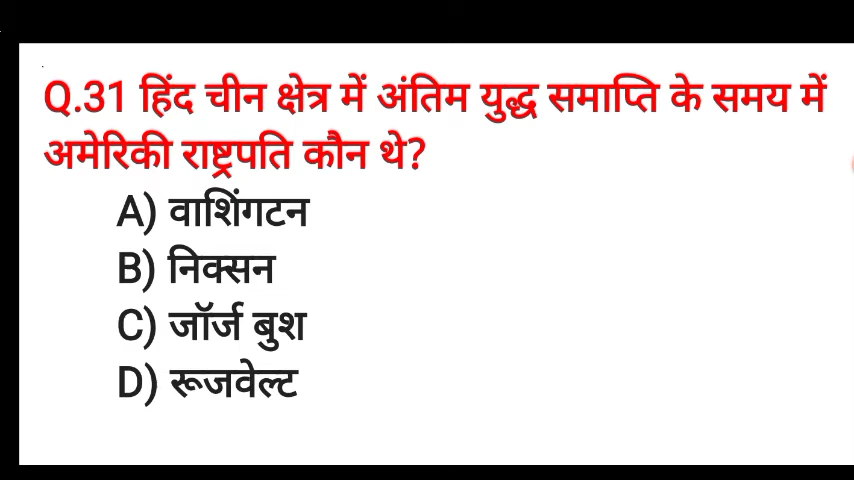 Q.31 हिंद चीन क्षेत्र में अंतिम युद्ध समाप्ति के समय में
अमेरिकी राष्ट्रपति कौन थे?
A) वाशिंगटन
B) निक्सन
C) जॉर्ज बुश
D) रूजवेल्ट